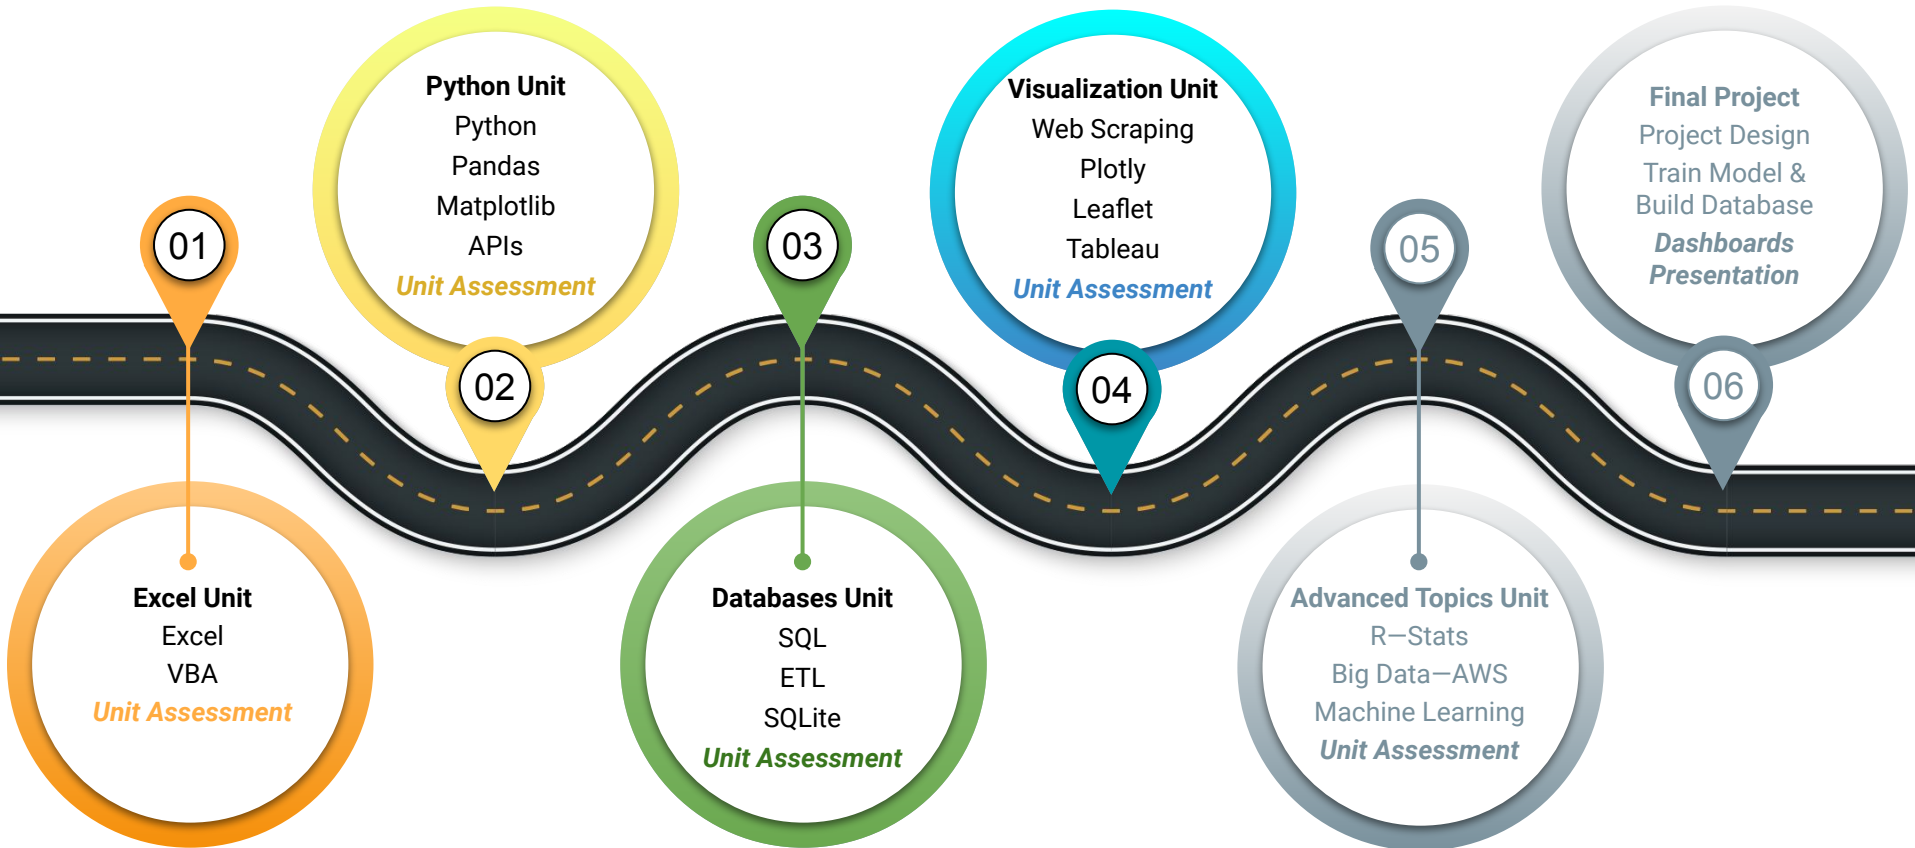 01
Excel Unit
Excel
VBA
Unit Assessment
Python Unit
Python
Pandas
Matplotlib
APIs
Unit Assessment
02
03
Databases Unit
SQL
ETL
SQLite
Unit Assessment
Visualization Unit
Web Scraping
Plotly
Leaflet
Tableau
Unit Assessment
04
05
Advanced Topics Unit
R—Stats
Big Data—AWS
Machine Learning
Unit Assessment
Final Project
Project Design
Train Model &
Build Database
Dashboards
Presentation
06